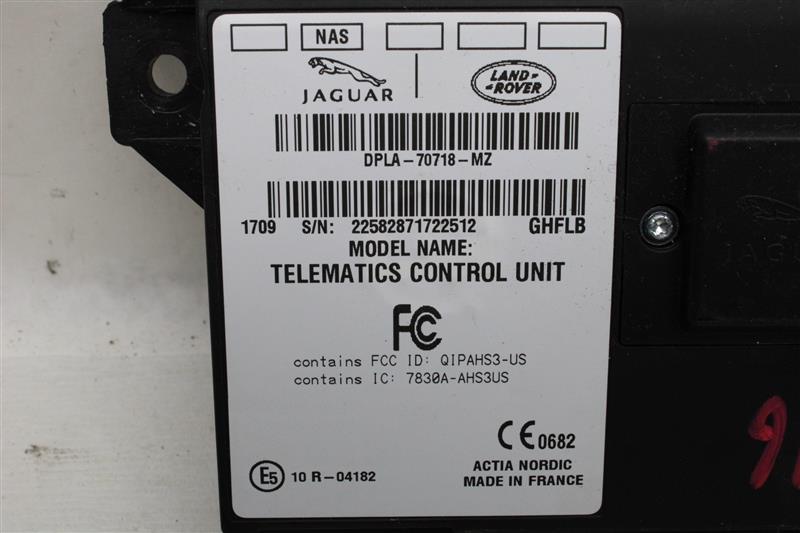 NAS
JAGUAR
LAND ROVER
DPLA-70718-MZ
1709 S/N: 22582871722512 GHFLB
MODEL NAME:
TELEMATICS CONTROL UNIT
FC
contains FCC ID: QIPAHS3-US
contains IC: 7830A-AHS3US
CE 0682
E5 10 R-04182
ACTIA NORDIC
MADE IN FRANCE
JAGUA